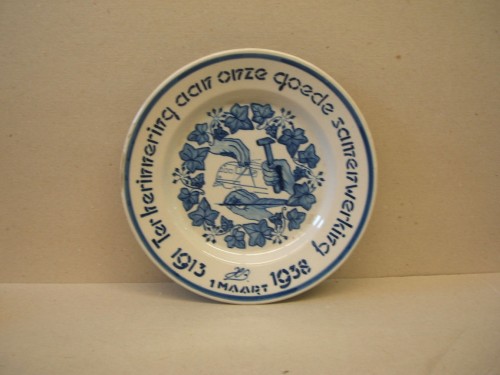 Ter herinnering aan onze goede samenwerking
1913
1 MAART
1938